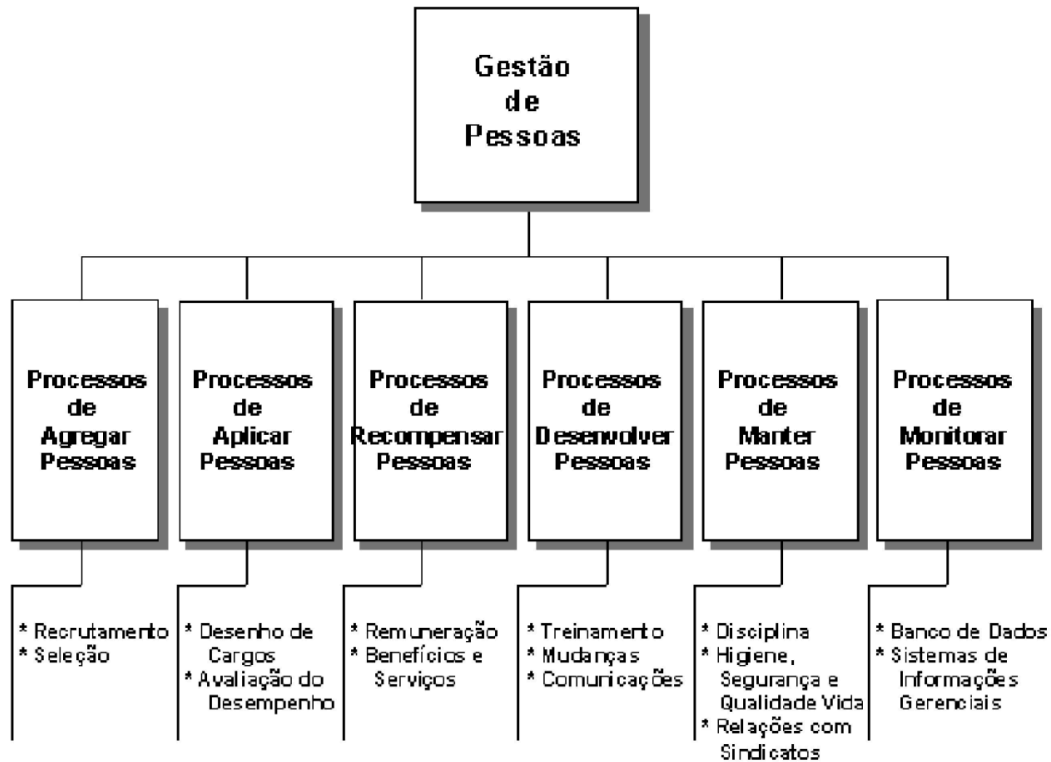 Gestão
de
Pessoas
Processos
de
Agregar
Pessoas
Processos
de
Aplicar
Pessoas
Processos
de
Recompensar
Pessoas
Processos
de
Desenvolver
Pessoas
Processos
de
Manter
Pessoas
Processos
de
Monitorar
Pessoas
* Recrutamento
* Seleção
* Desenho de
Cargos
* Avaliação do
Desempenho
* Remuneração
* Benefícios e
Serviços
* Treinamento
* Mudanças
* Comunicações
* Disciplina
* Higiene,
Segurança e
Qualidade Vida
* Relações com
Sindicatos
* Banco de Dados
* Sistemas de
Informações
Gerenciais